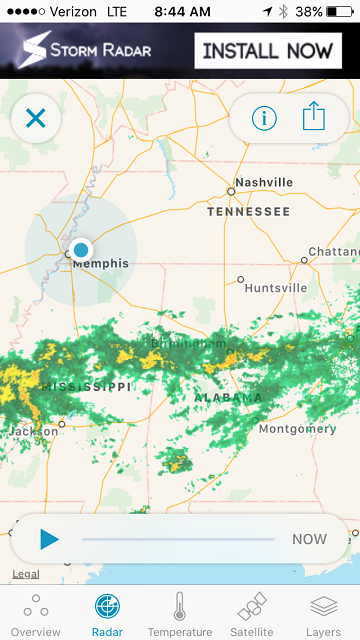 Verizon LTE 8:44 AM 38%
STORM RADAR INSTALL NOW
Nashville
TENNESSEE
Chattan
Memphis
Huntsville
Birmingham
MISSISSIPPI
ALABAMA
Jackson
Montgomery
NOW
Legal
Overview Radar Temperature Satellite Layers